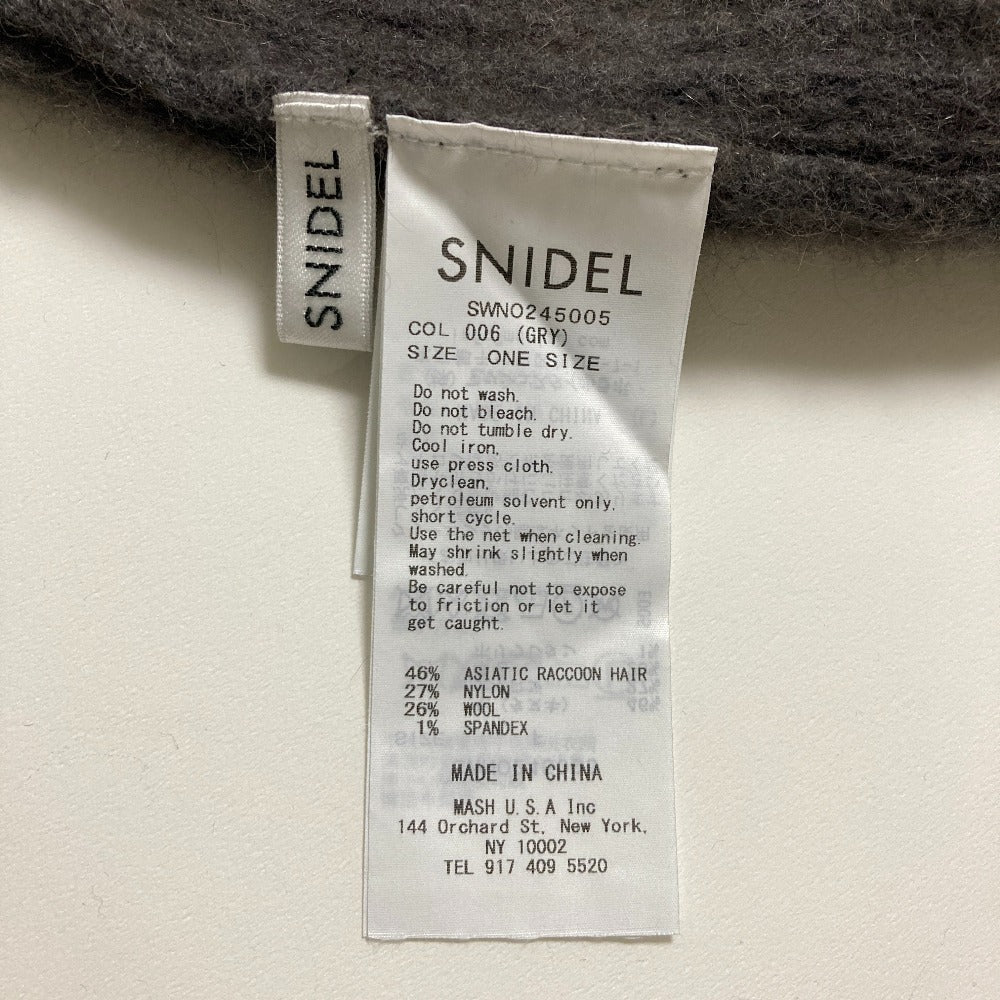 SNIDEL
SNIDEL
SWNO245005
COL 006 (GRY)
SIZE ONE SIZE
Do not wash.
Do not bleach.
Do not tumble dry.
Cool iron,
use press cloth.
Dryclean,
petroleum solvent only,
short cycle.
Use the net when cleaning.
May shrink slightly when
washed.
Be careful not to expose
to friction or let it
get caught.
46% ASIATIC RACCOON HAIR
27% NYLON
26% WOOL
1% SPANDEX
MADE IN CHINA
MASH U.S.A Inc
144 Orchard St, New York,
NY 10002
TEL 917 409 5520